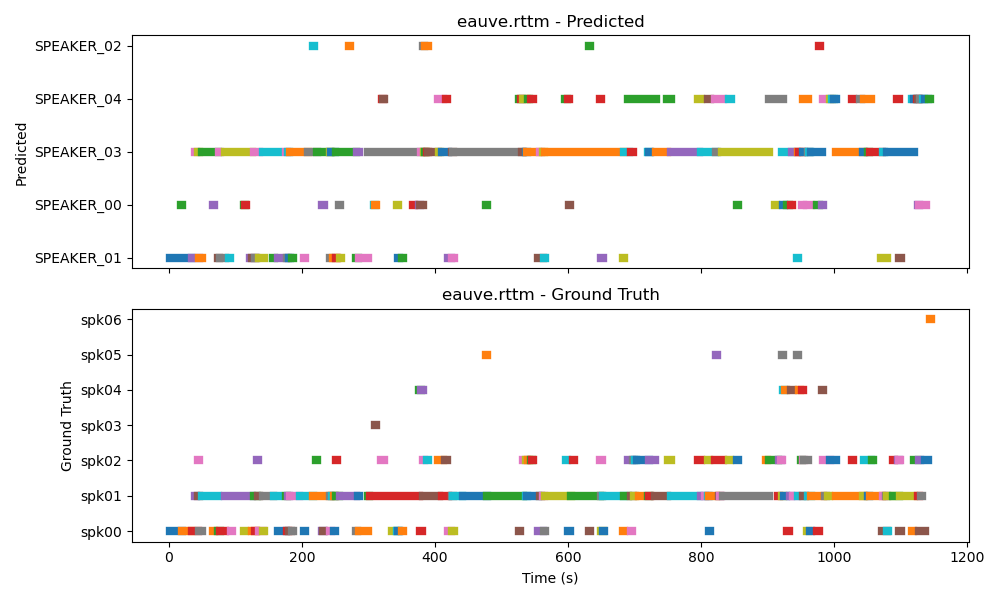 eauve.rttm - Predicted
SPEAKER_02
SPEAKER_04
SPEAKER_03
SPEAKER_00
SPEAKER_01
Predicted
eauve.rttm - Ground Truth
spk06
spk05
spk04
spk03
spk02
spk01
spk00
Ground Truth
0 200 400 600 800 1000 1200
Time (s)